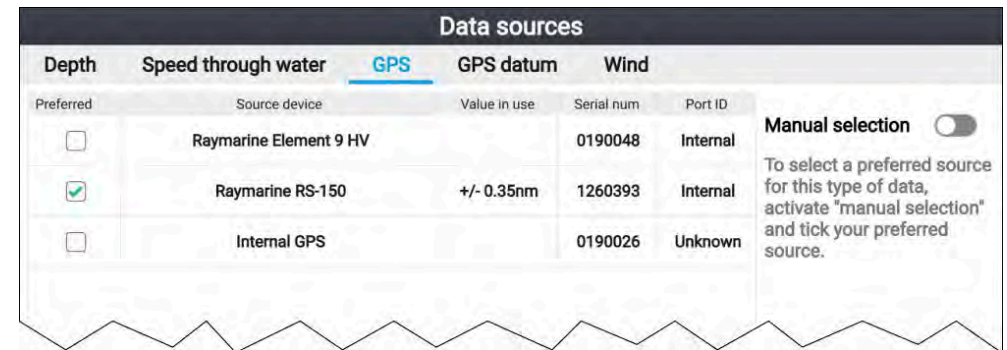 Data sources
Depth Speed through water GPS GPS datum Wind
Preferred Source device Value in use Serial num Port ID
Raymarine Element 9 HV 0190048 Internal
Raymarine RS-150 +/- 0.35nm 1260393 Internal
Internal GPS 0190026 Unknown
Manual selection
To select a preferred source
for this type of data,
activate "manual selection"
and tick your preferred
source.